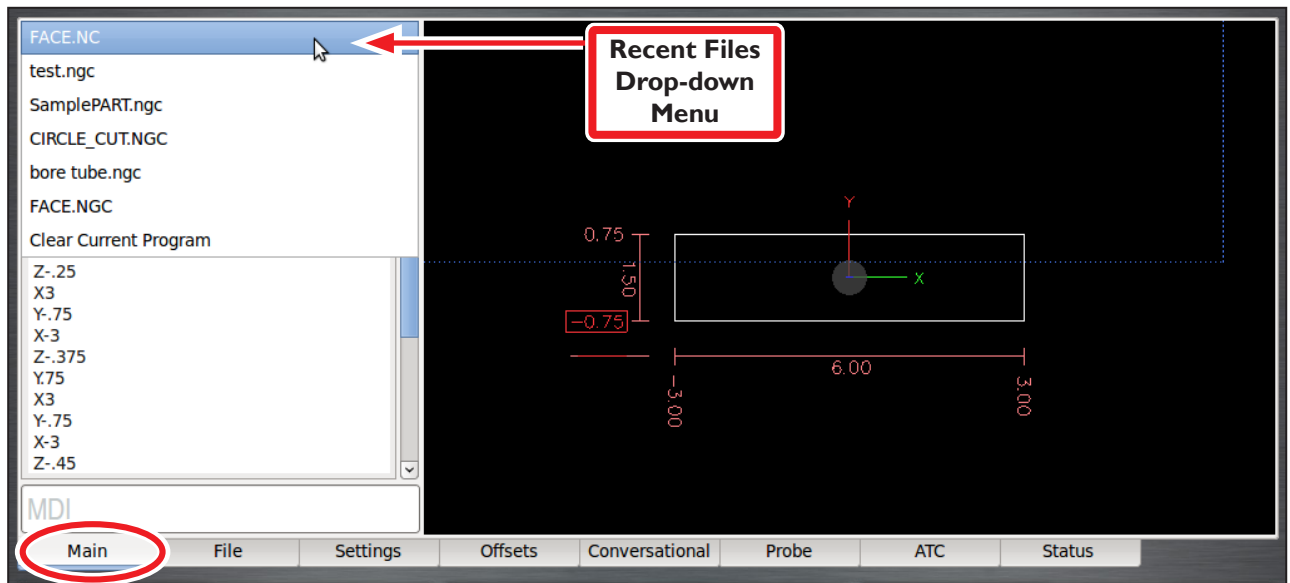 FACE.NC
test.ngc
SamplePART.ngc
CIRCLE_CUT.NGC
bore tube.ngc
FACE.NGC
Clear Current Program
Z-.25
X3
Y-.75
X-3
Z-.375
Y.75
X3
Y-.75
X-3
Z-.45
MDI
Recent Files
Drop-down
Menu
Y
X
0.75
1.50
-0.75
6.00
-3.00
3.00
Main File Settings Offsets Conversational Probe ATC Status